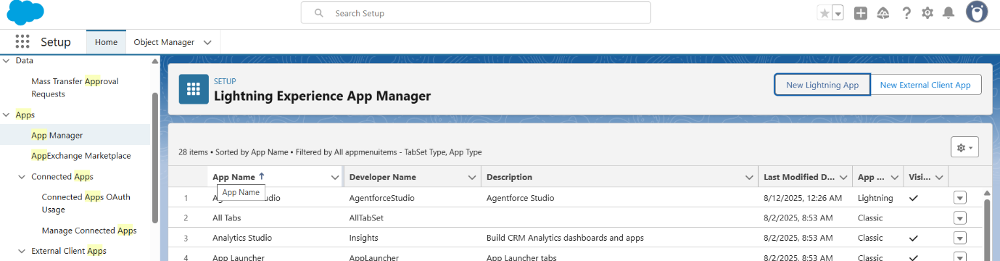 Search Setup
Setup
Home
Object Manager
Data
Mass Transfer Approval
Requests
Apps
App Manager
AppExchange Marketplace
Connected Apps
Connected Apps OAuth
Usage
Manage Connected Apps
External Client Apps
SETUP
Lightning Experience App Manager
New Lightning App
New External Client App
28 items • Sorted by App Name • Filtered by All appmenuitems - TabSet Type, App Type
App Name ↑ Developer Name Description Last Modified D... App ... Visi...
App Name
1 AgentforceStudio Agentforce Studio 8/12/2025, 12:26 AM Lightning ✓
2 All Tabs AllTabSet 8/2/2025, 8:53 AM Classic
3 Analytics Studio Insights Build CRM Analytics dashboards and apps 8/2/2025, 8:53 AM Classic ✓
4 App Launcher AppLauncher App Launcher tabs 8/2/2025, 8:53 AM Classic ✓